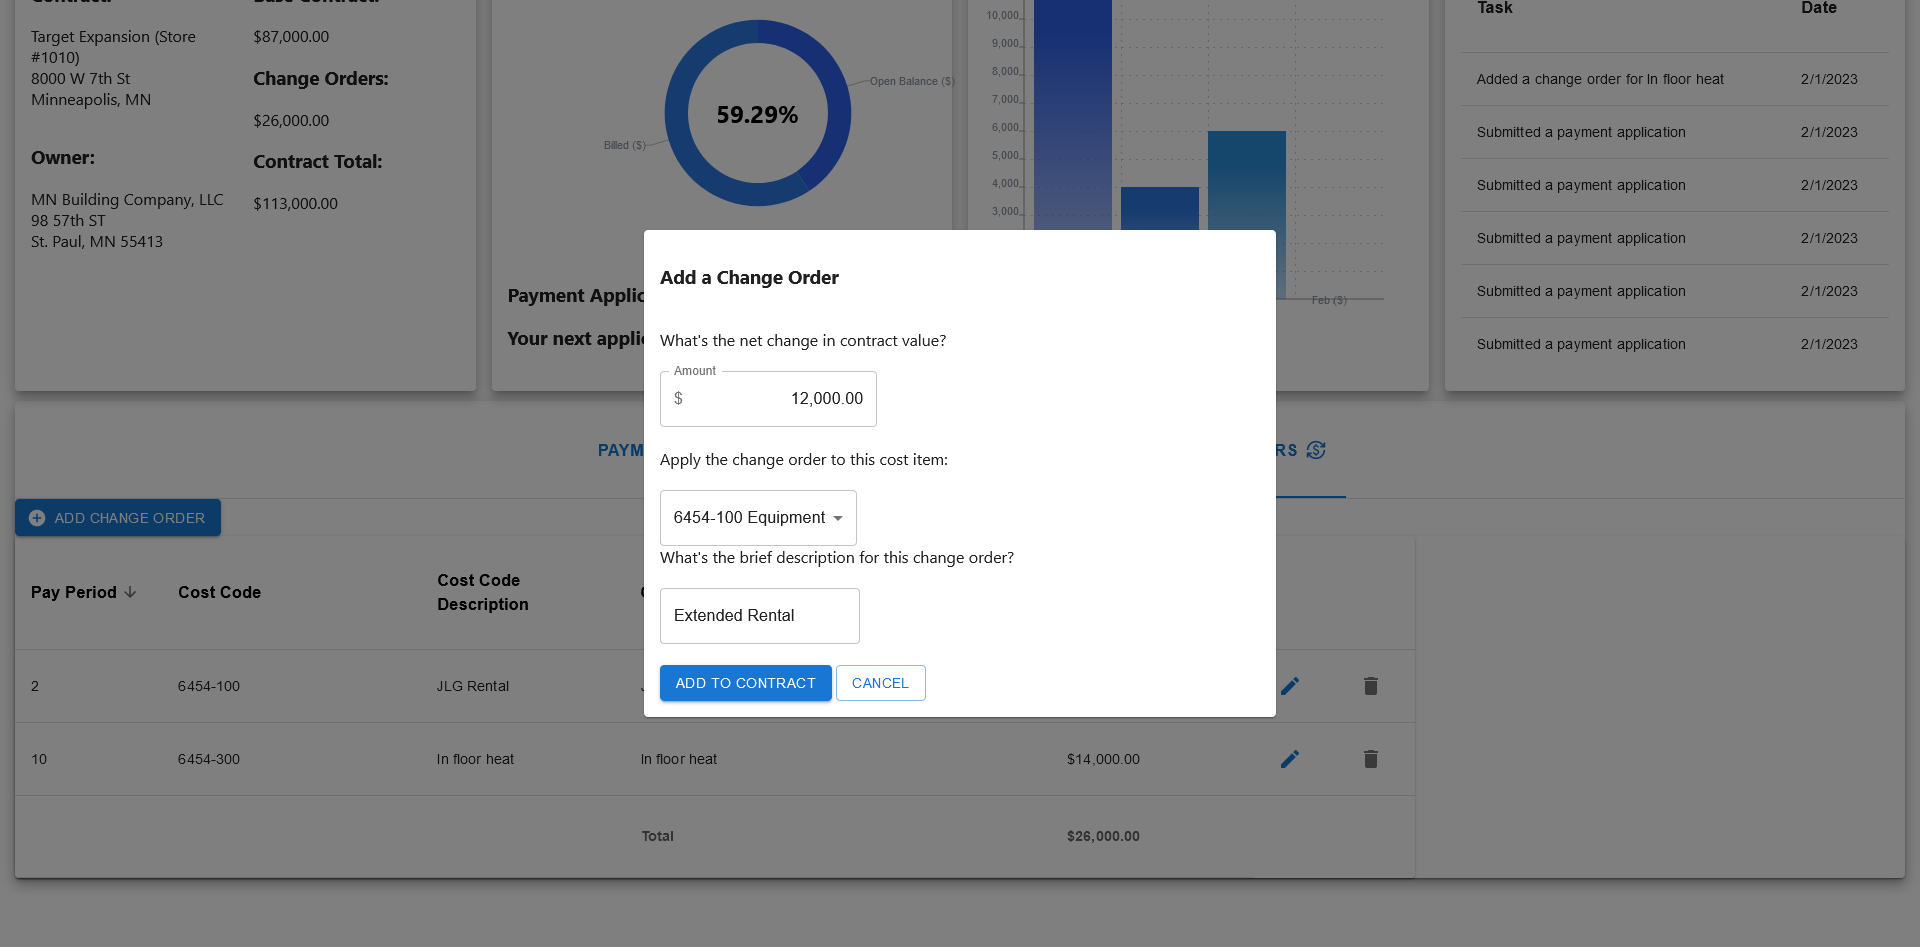 Contract:
Base Contract:
Target Expansion (Store
#1010)
8000 W 7th St
Minneapolis, MN
$87,000.00
Change Orders:
$26,000.00
Owner:
Contract Total:
MN Building Company, LLC
98 57th ST
St. Paul, MN 55413
$113,000.00
59.29%
Open Balance ($)
Billed ($)
Payment Applic
Your next appli
10,000
9,000
8,000
7,000
6,000
5,000
4,000
3,000
Feb ($)
Task Date
Added a change order for In floor heat 2/1/2023
Submitted a payment application 2/1/2023
Submitted a payment application 2/1/2023
Submitted a payment application 2/1/2023
Submitted a payment application 2/1/2023
Submitted a payment application 2/1/2023
Add a Change Order
What's the net change in contract value?
Amount
$ 12,000.00
Apply the change order to this cost item:
6454-100 Equipment
What's the brief description for this change order?
Extended Rental
ADD TO CONTRACT CANCEL
PAYM
RS
ADD CHANGE ORDER
Pay Period Cost Code Cost Code
Description
2 6454-100 JLG Rental
10 6454-300 In floor heat In floor heat $14,000.00
Total $26,000.00